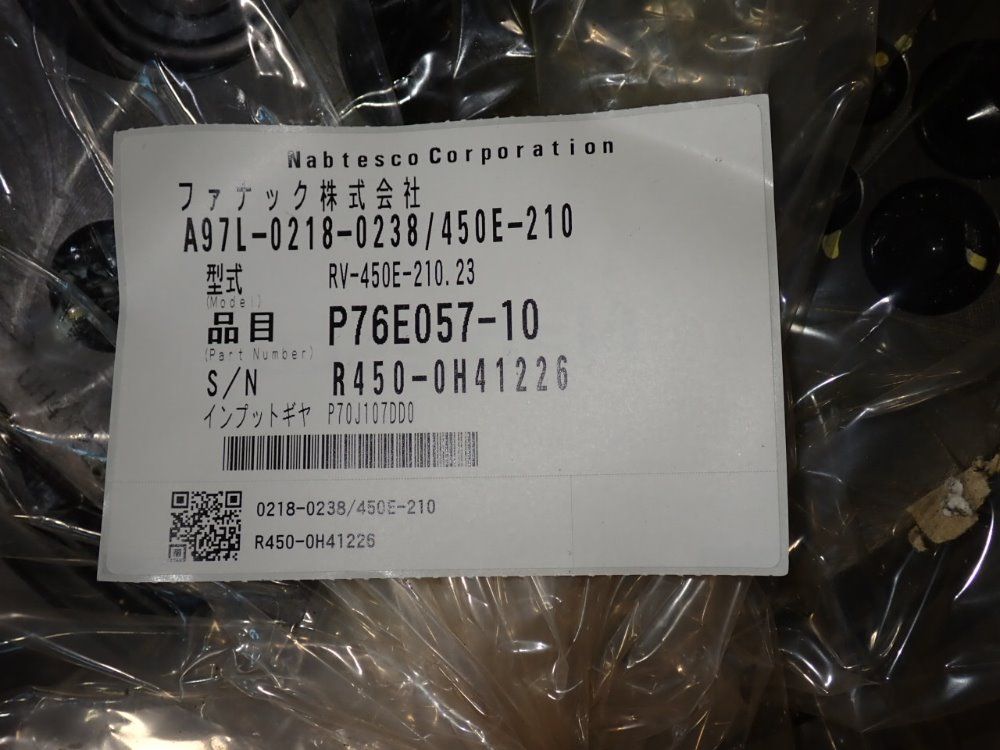 Nabtesco Corporation
ファナック株式会社
A97L-0218-0238/450E-210
型式 RV-450E-210.23
(Model)
品目 P76E057-10
(Part Number)
S/N R450-0H41226
インプットギヤ P70J107DD0
0218-0238/450E-210
R450-0H41226